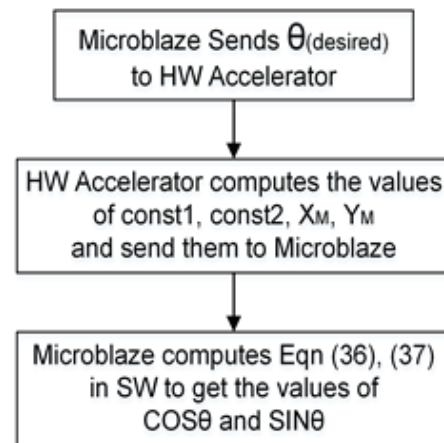 Microblaze Sends θ(desired)
to HW Accelerator
HW Accelerator computes the values
of const1, const2, XM, YM
and send them to Microblaze
Microblaze computes Eqn (36), (37)
in SW to get the values of
COSθ and SINθ